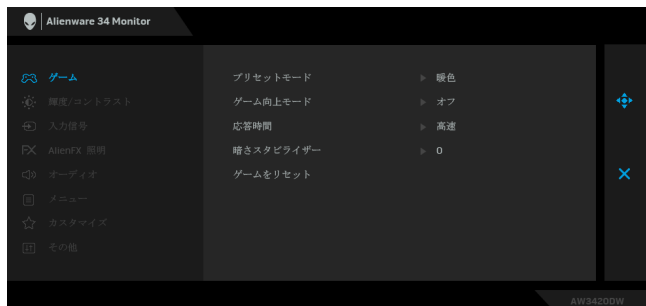 Alienware 34 Monitor
ゲーム
輝度/コントラスト
入力信号
FX AlienFX 照明
オーディオ
メニュー
カスタマイズ
その他
プリセットモード 暖色
ゲーム向上モード オフ
応答時間 高速
暗さスタビライザー 0
ゲームをリセット
AW3420DW